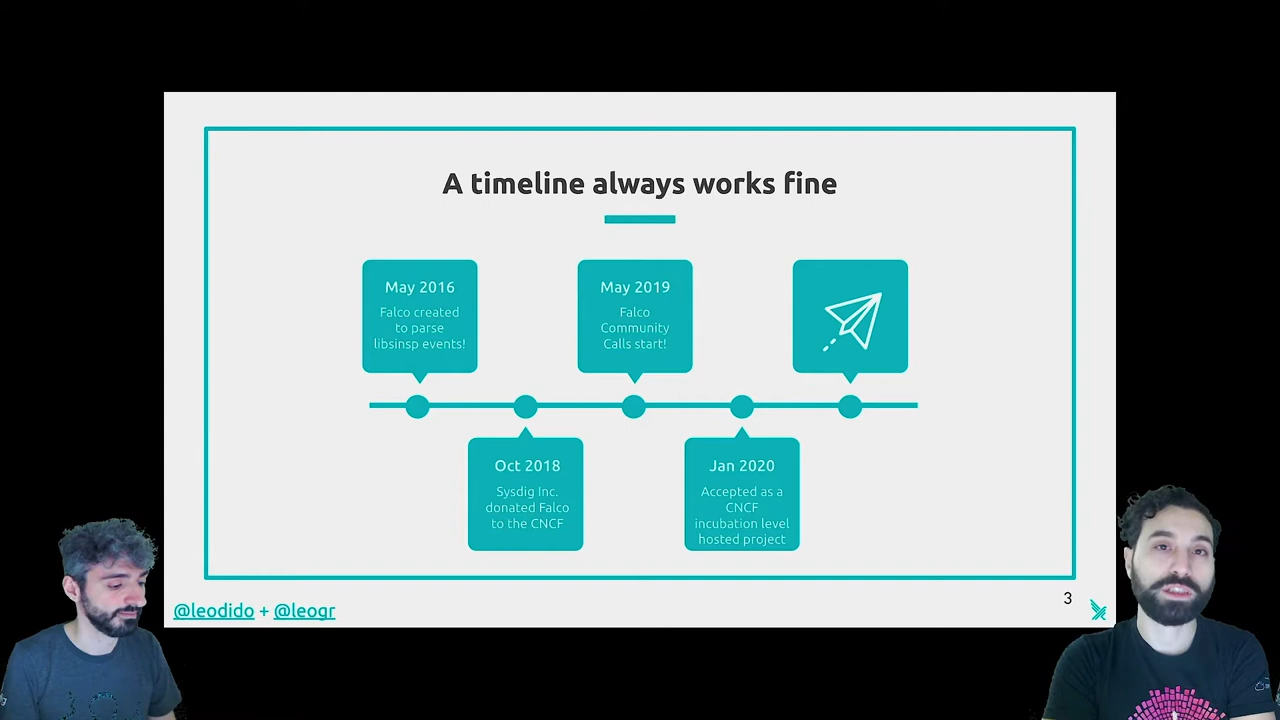 A timeline always works fine
May 2016
Falco created
to parse
libsinsp events!
May 2019
Falco
Community
Calls start!
Oct 2018
Sysdig Inc.
donated Falco
to the CNCF
Jan 2020
Accepted as a
CNCF
incubation level
hosted project
3
@leodido + @leogr